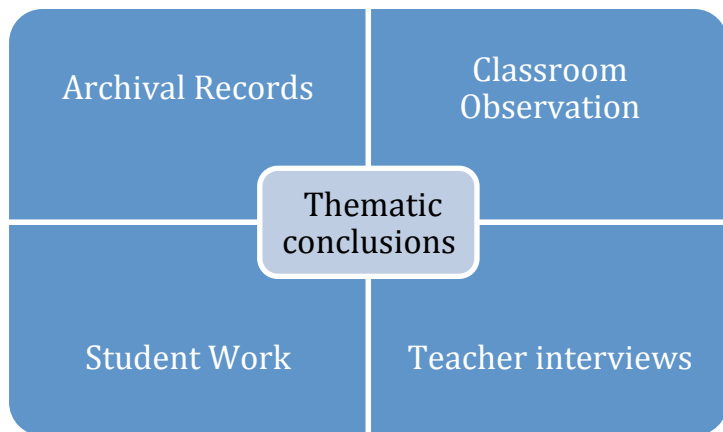 Archival Records
Classroom
Observation
Thematic
conclusions
Student Work
Teacher interviews